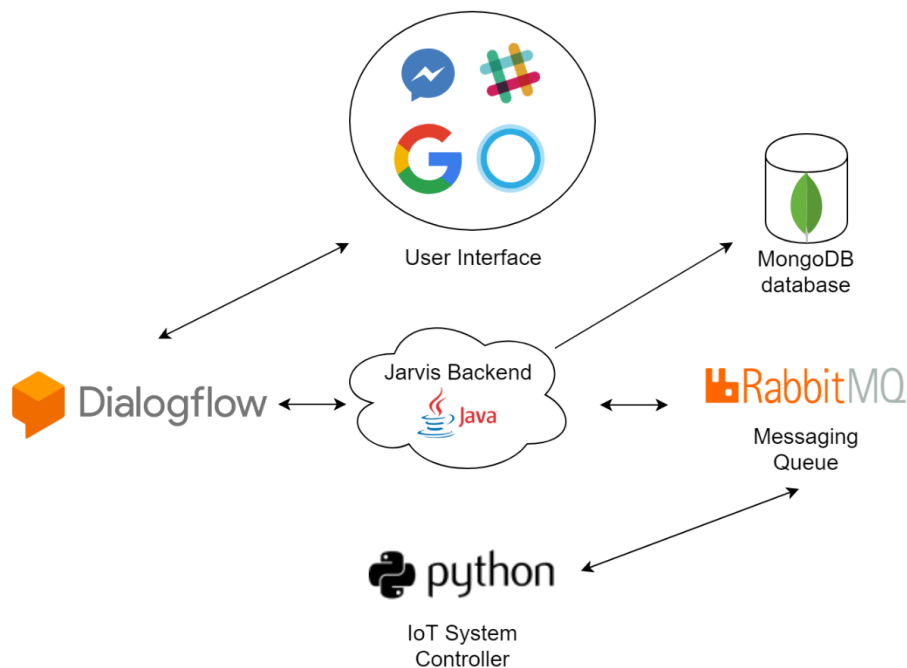 User Interface
MongoDB
database
Jarvis Backend
Java
Dialogflow
RabbitMQ
Messaging
Queue
python
IoT System
Controller